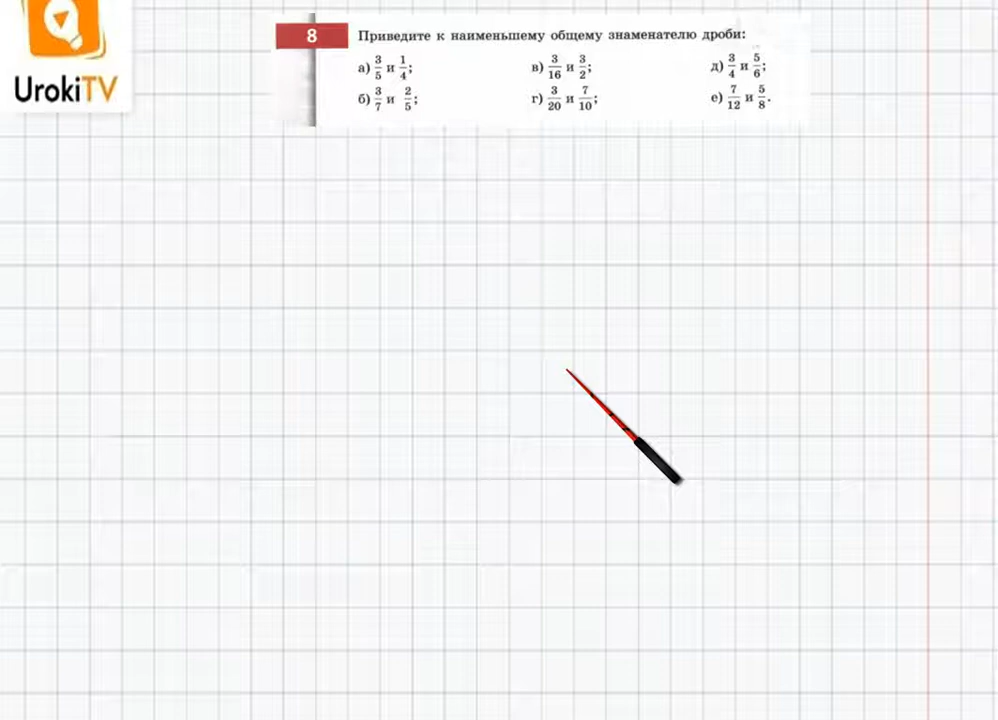 UrokiTV
8 Приведите к наименьшему общему знаменателю дроби:
а) 3/5 и 1/4; в) 3/16 и 3/2; д) 3/4 и 5/6;
б) 3/7 и 2/5; г) 3/20 и 7/10; е) 7/12 и 5/8.